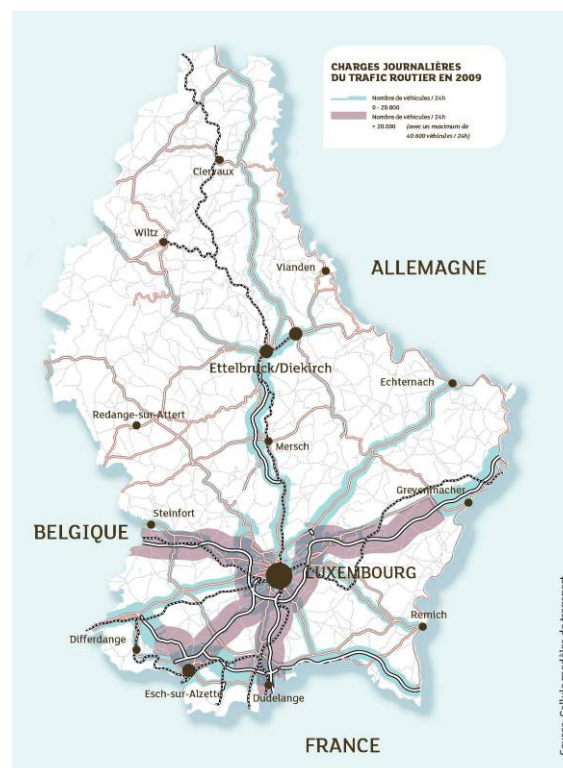 CHARGES JOURNALIÈRES
DU TRAFIC ROUTIER EN 2009
Nombre de véhicules / 24h
0 - 20.000
Nombre de véhicules / 24h
+ 20.000 (avec un maximum de
40.600 véhicules / 24h)
Clervaux
Wiltz
Vianden
ALLEMAGNE
Ettelbruck/Diekirch
Echternach
Redange-sur-Attert
Mersch
Grevenmacher
Steinfort
BELGIQUE
LUXEMBOURG
Remich
Differdange
Esch-sur-Alzette
Dudelange
FRANCE